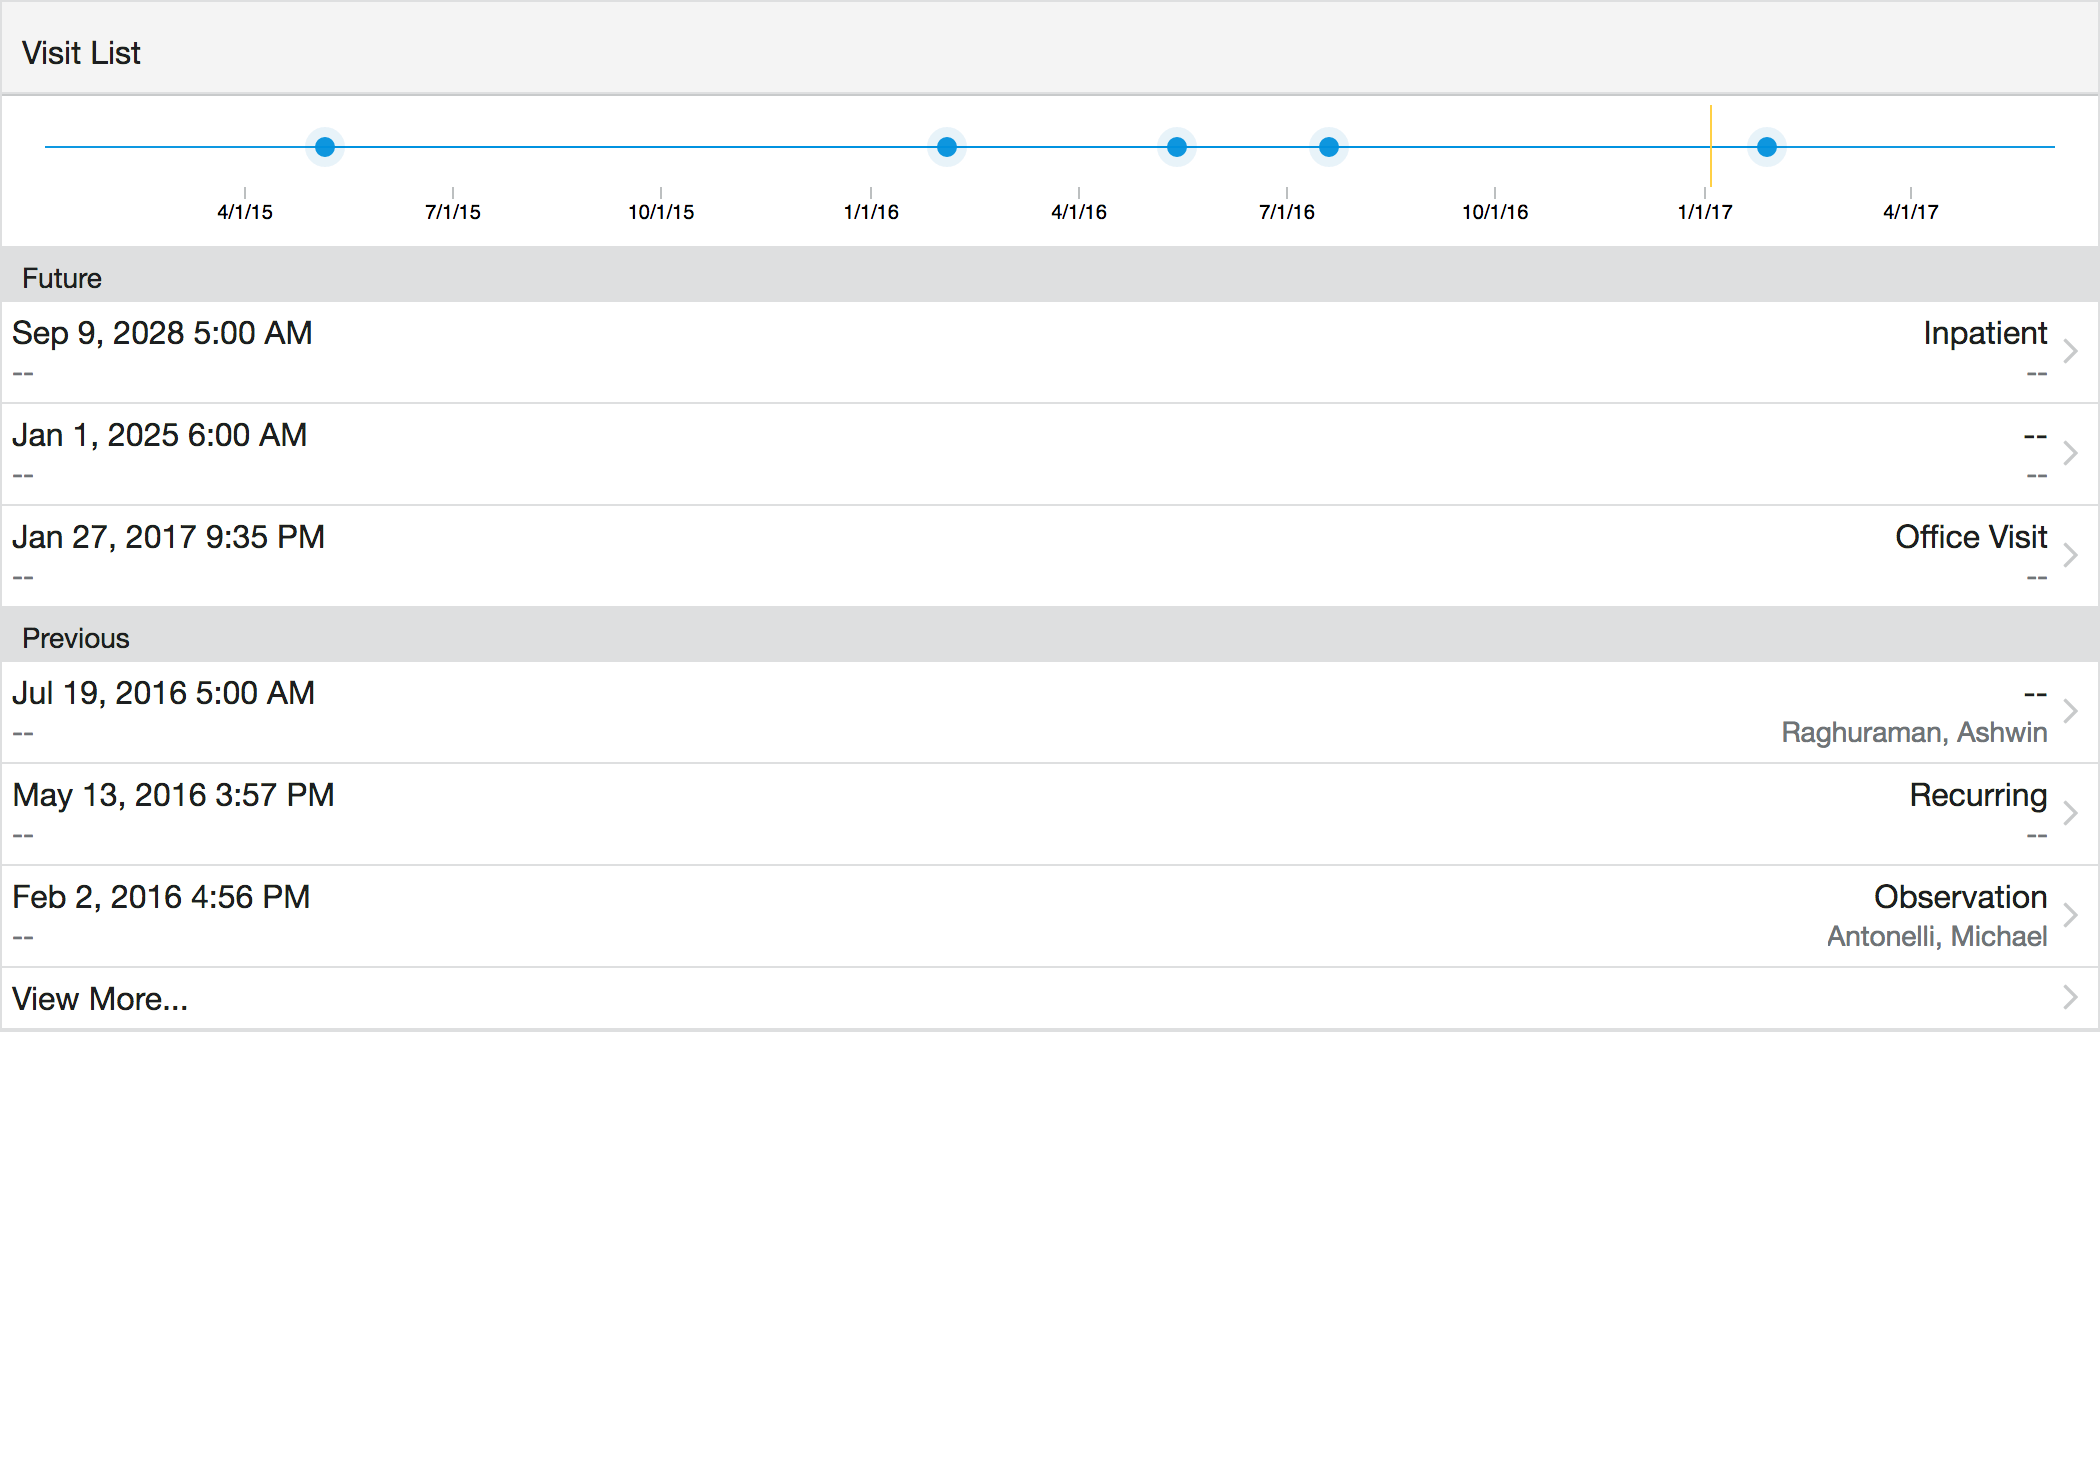 Visit List
4/1/15 7/1/15 10/1/15 1/1/16 4/1/16 7/1/16 10/1/16 1/1/17 4/1/17
Future
Sep 9, 2028 5:00 AM Inpatient
-- --
Jan 1, 2025 6:00 AM --
-- --
Jan 27, 2017 9:35 PM Office Visit
-- --
Previous
Jul 19, 2016 5:00 AM --
-- Raghuraman, Ashwin
May 13, 2016 3:57 PM Recurring
-- --
Feb 2, 2016 4:56 PM Observation
-- Antonelli, Michael
View More...